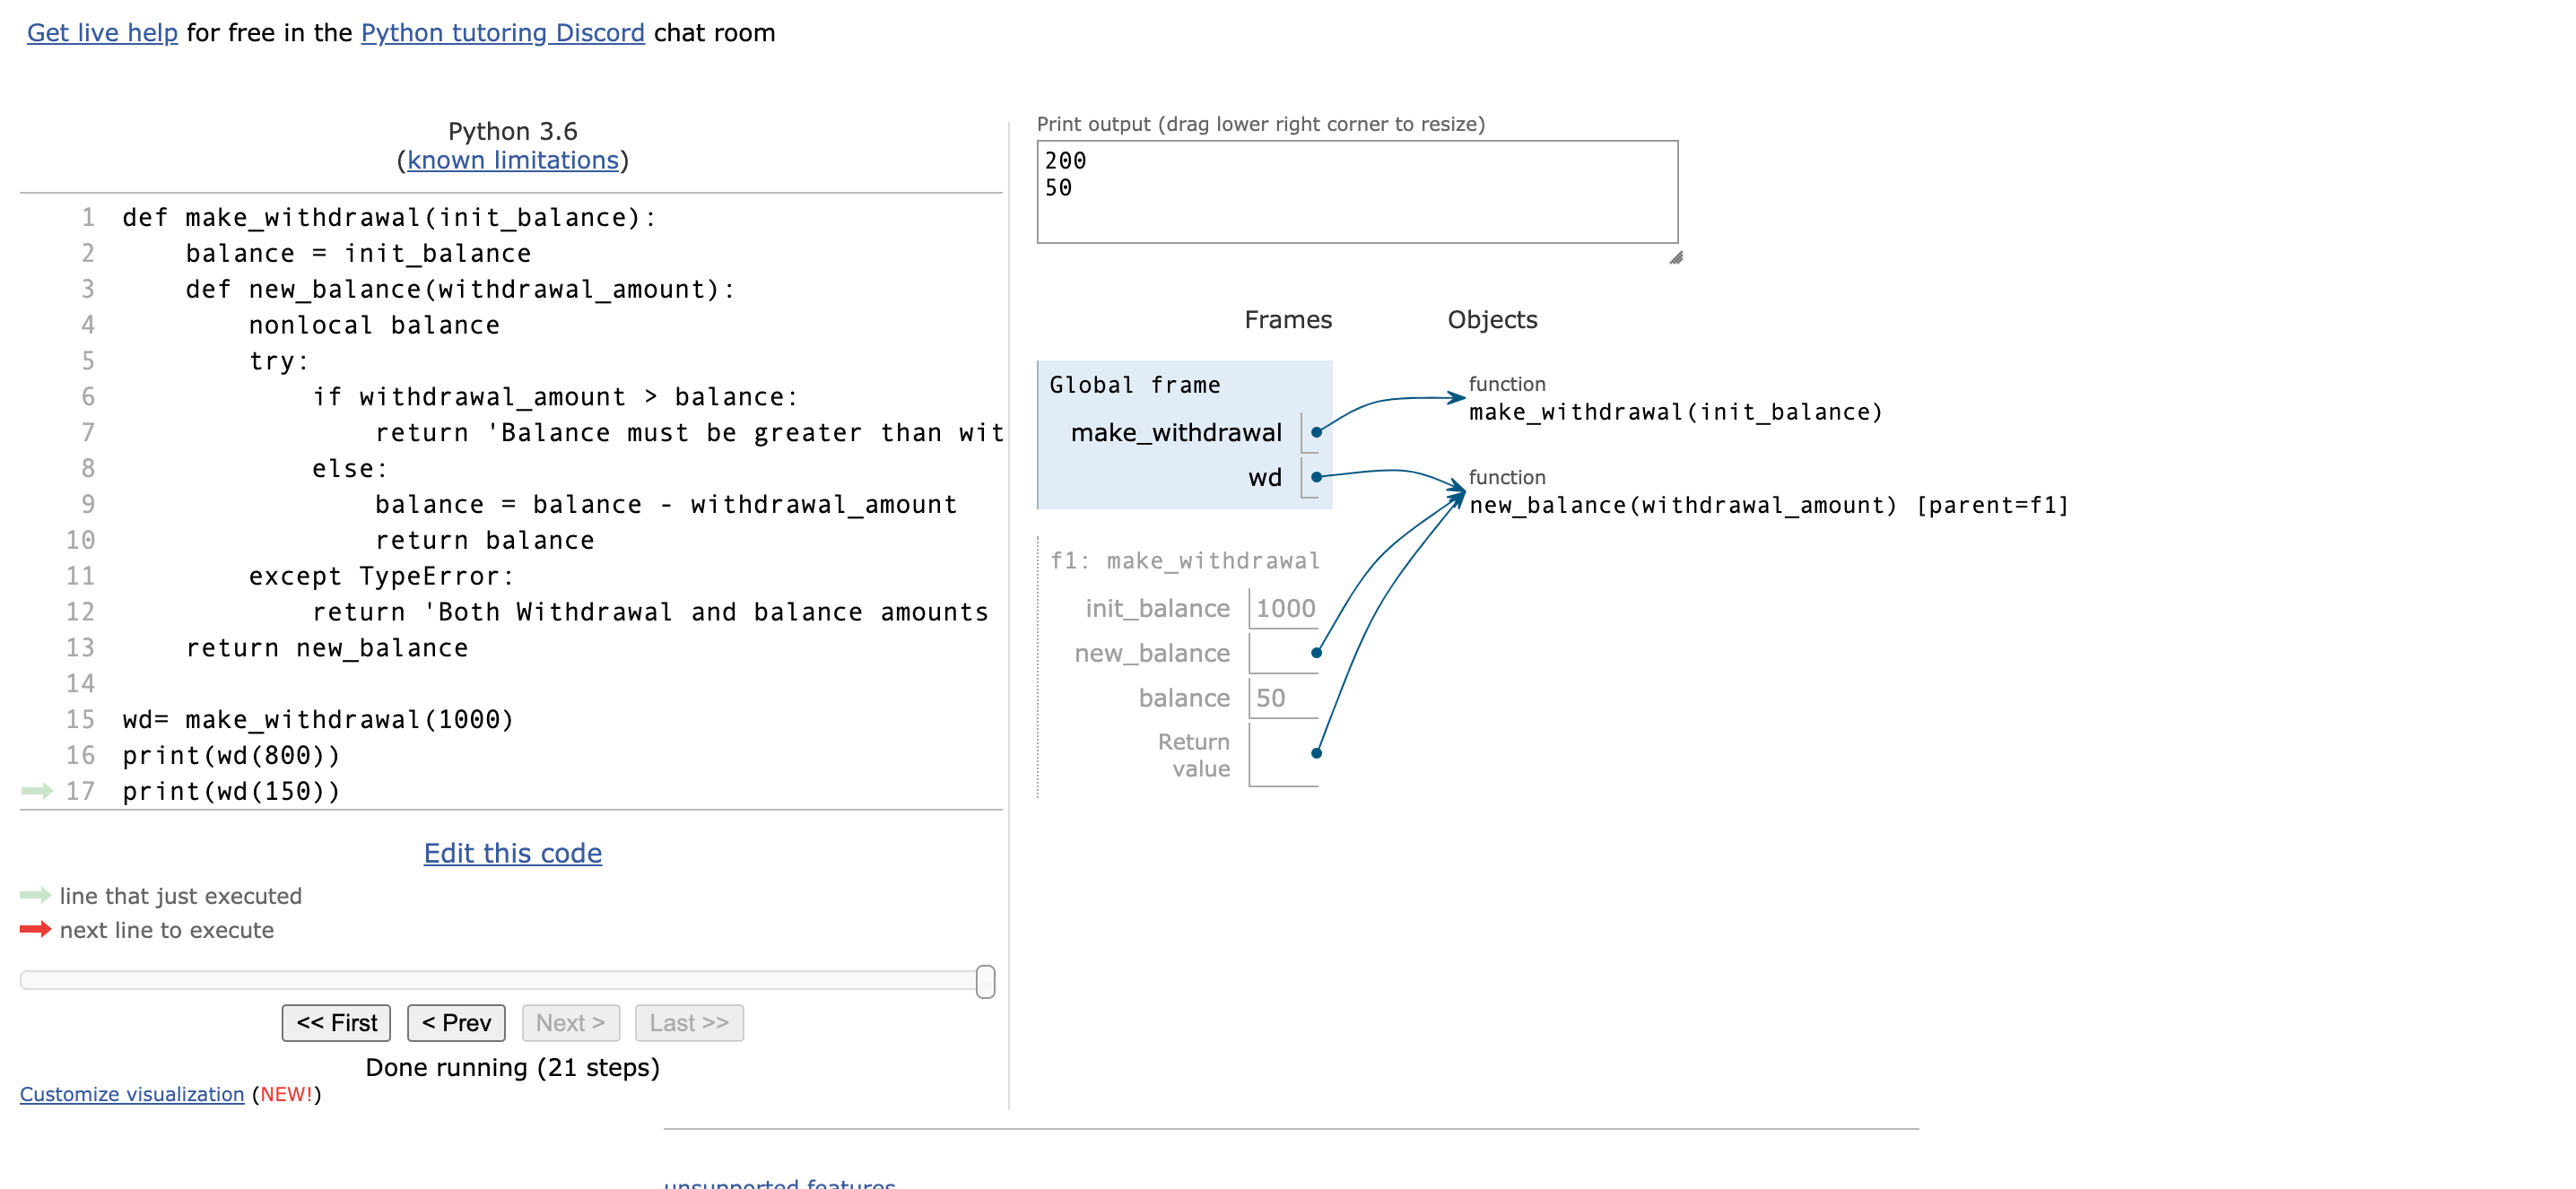 Get live help for free in the Python tutoring Discord chat room
Python 3.6
(known limitations)
1 def make_withdrawal(init_balance):
2     balance = init_balance
3     def new_balance(withdrawal_amount):
4         nonlocal balance
5         try:
6             if withdrawal_amount > balance:
7                 return 'Balance must be greater than wit
8             else:
9                 balance = balance - withdrawal_amount
10                 return balance
11         except TypeError:
12             return 'Both Withdrawal and balance amounts
13     return new_balance
14
15 wd= make_withdrawal(1000)
16 print(wd(800))
17 print(wd(150))
Edit this code
line that just executed
next line to execute
<< First < Prev Next > Last >>
Done running (21 steps)
Customize visualization (NEW!)
Print output (drag lower right corner to resize)
200
50
Frames Objects
Global frame
make_withdrawal
wd
function
make_withdrawal(init_balance)
function
new_balance(withdrawal_amount) [parent=f1]
f1: make_withdrawal
init_balance 1000
new_balance
balance 50
Return
value
unsupported features